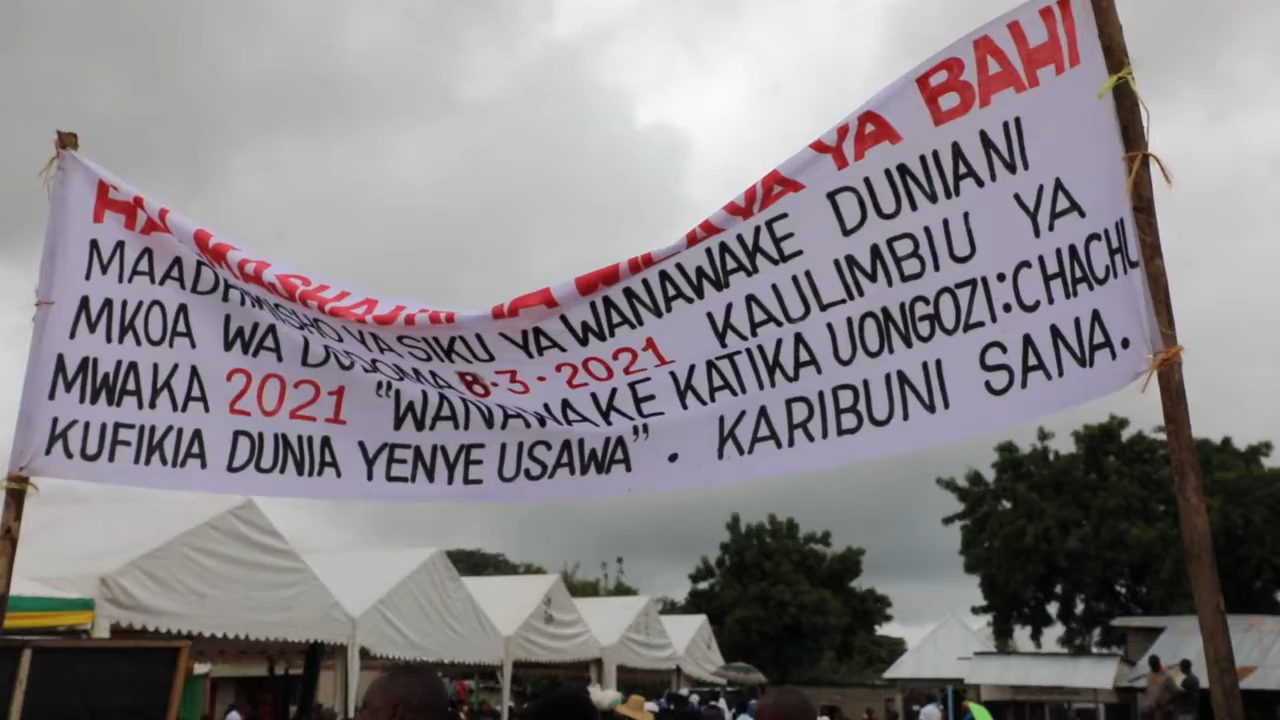 HALMASHAURI YA WILAYA YA BAHI
MAADHIMISHO YA SIKU YA WANAWAKE DUNIANI
MKOA WA DODOMA 8.3.2021 KAULIMBIU YA
MWAKA 2021 "WANAWAKE KATIKA UONGOZI:CHACHU
KUFIKIA DUNIA YENYE USAWA". KARIBUNI SANA.